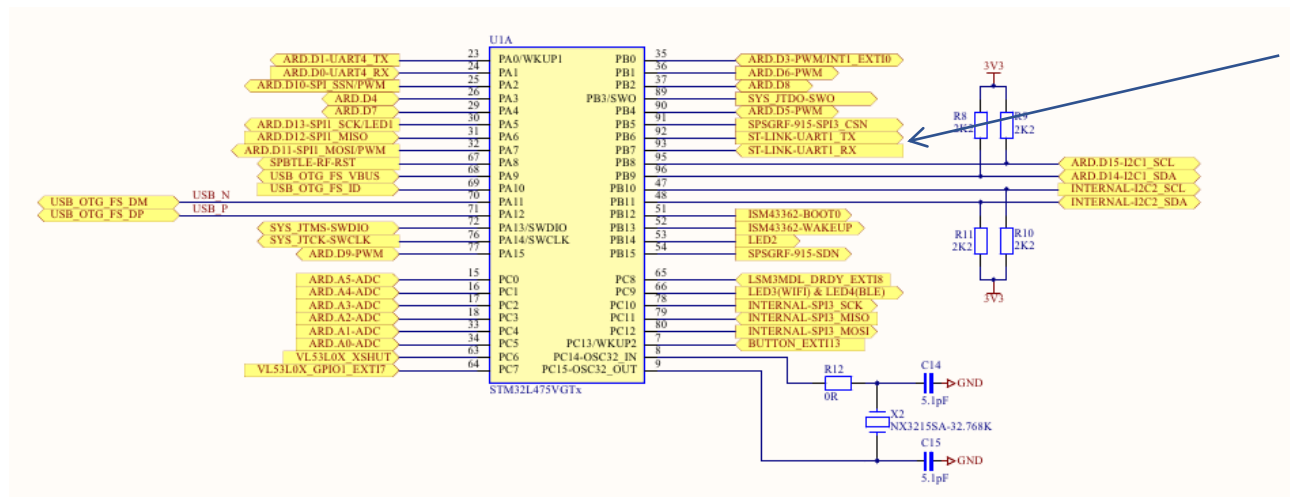 U1A
ARD.D1-UART4_TX 23 PA0/WKUP1 PB0 35 ARD.D3-PWM/INT1_EXTI0
ARD.D0-UART4_RX 24 PA1 PB1 36 ARD.D6-PWM
ARD.D10-SPI_SSN/PWM 25 PA2 PB2 37 ARD.D8
ARD.D4 26 PA3 PB3/SWO 89 SYS_JTDO-SWO
ARD.D7 29 PA4 PB4 90 ARD.D5-PWM
ARD.D13-SPI1_SCK/LED1 30 PA5 PB5 91 SPSGRF-915-SPI3_CSN
ARD.D12-SPI1_MISO 31 PA6 PB6 92 ST-LINK-UART1_TX
ARD.D11-SPI1_MOSI/PWM 32 PA7 PB7 93 ST-LINK-UART1_RX
SPBTLE-RF-RST 67 PA8 PB8 95 ARD.D15-I2C1_SCL
USB_OTG_FS_VBUS 68 PA9 PB9 96 ARD.D14-I2C1_SDA
USB_OTG_FS_ID 69 PA10 PB10 47 INTERNAL-I2C2_SCL
USB_OTG_FS_DM USB_N 70 PA11 PB11 48 INTERNAL-I2C2_SDA
USB_OTG_FS_DP USB_P 71 PA12 PB12 51 ISM43362-BOOT0
SYS_JTMS-SWDIO 72 PA13/SWDIO PB13 52 ISM43362-WAKEUP
SYS_JTCK-SWCLK 76 PA14/SWCLK PB14 53 LED2
ARD.D9-PWM 77 PA15 PB15 54 SPSGRF-915-SDN
ARD.A5-ADC 15 PC0 PC8 65 LSM3MDL_DRDY_EXTI8
ARD.A4-ADC 16 PC1 PC9 66 LED3(WIFI) & LED4(BLE)
ARD.A3-ADC 17 PC2 PC10 78 INTERNAL-SPI3_SCK
ARD.A2-ADC 18 PC3 PC11 79 INTERNAL-SPI3_MISO
ARD.A1-ADC 33 PC4 PC12 80 INTERNAL-SPI3_MOSI
ARD.A0-ADC 34 PC5 PC13/WKUP2 7 BUTTON_EXTI13
VL53L0X_XSHUT 63 PC6 PC14-OSC32_IN 8
VL53L0X_GPIO1_EXTI7 64 PC7 PC15-OSC32_OUT 9
STM32L475VGTx
3V3
R8 R9
2K2 2K2
R11 R10
2K2 2K2
3V3
R12
0R
C14
GND
5.1pF
X2
NX3215SA-32.768K
C15
GND
5.1pF